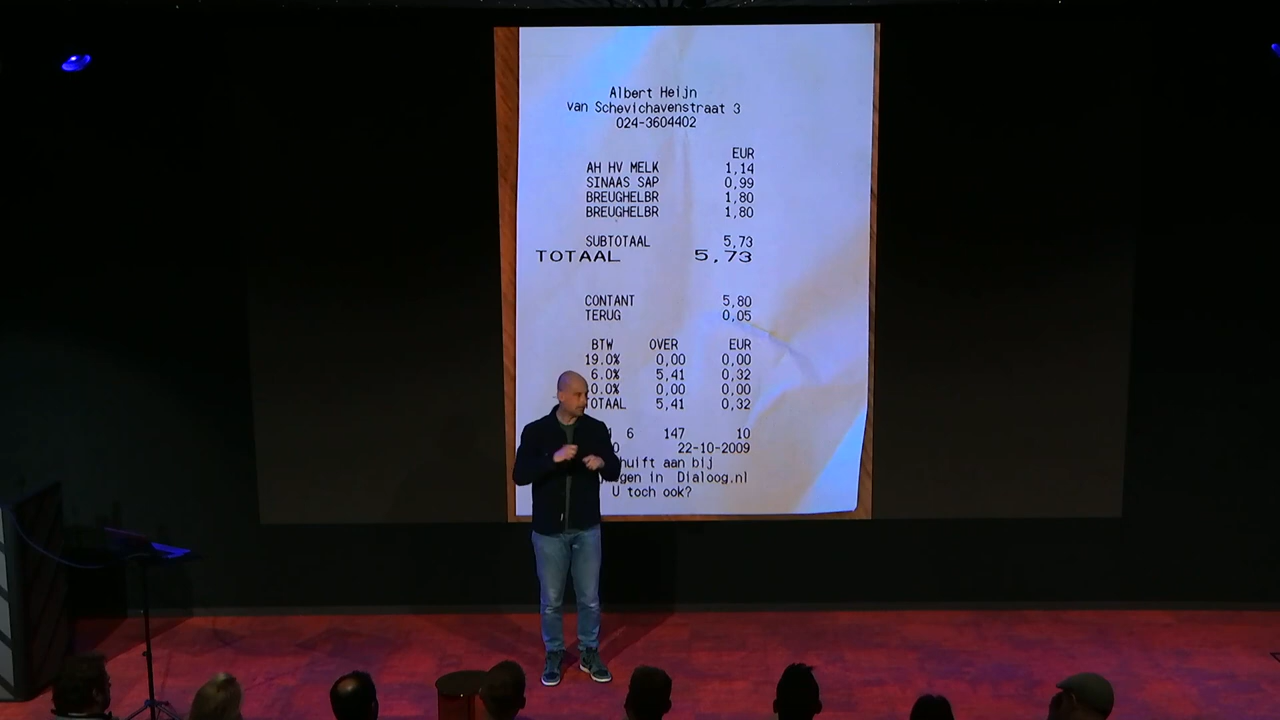 Albert Heijn
van Schevichavenstraat 3
024-3604402
EUR
AH HV MELK 1,14
SINAAS SAP 0,99
BREUGHELBR 1,80
BREUGHELBR 1,80
SUBTOTAAL 5,73
TOTAAL 5,73
CONTANT 5,80
TERUG 0,05
BTW OVER EUR
19.0% 0,00 0,00
6.0% 5,41 0,32
0.0% 0,00 0,00
TOTAAL 5,41 0,32
6 147 10
22-10-2009
aan bij
in Dialoog.nl
U toch ook?